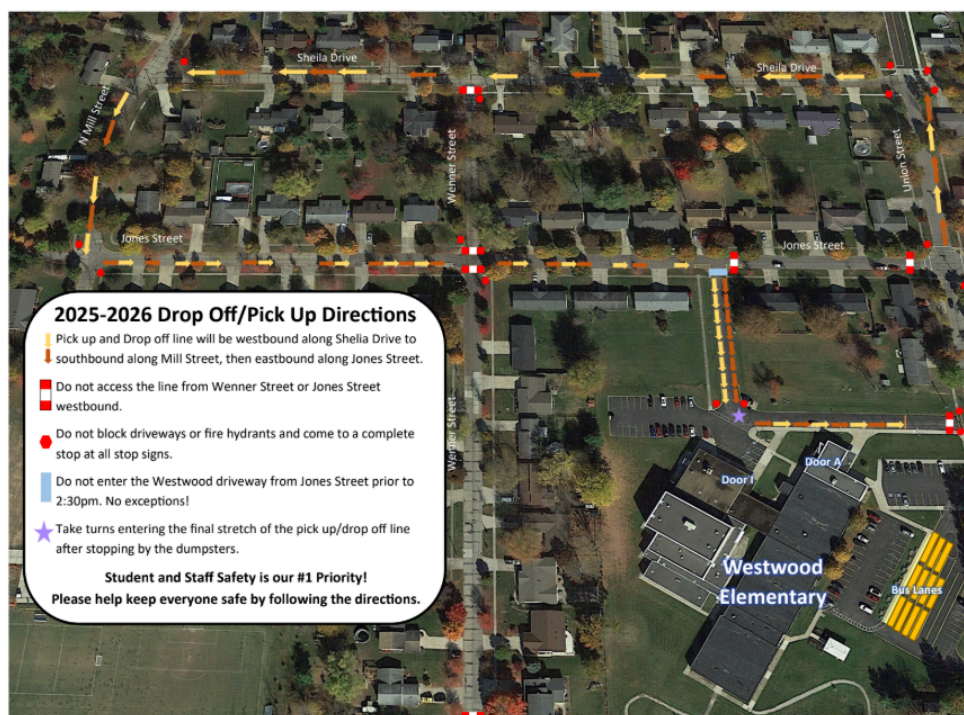 Sheila Drive
Sheila Drive
N Mill Street
Wenner Street
Union Street
Jones Street
Jones Street
2025-2026 Drop Off/Pick Up Directions
Pick up and Drop off line will be westbound along Shelia Drive to
southbound along Mill Street, then eastbound along Jones Street.
Do not access the line from Wenner Street or Jones Street
westbound.
Do not block driveways or fire hydrants and come to a complete
stop at all stop signs.
Do not enter the Westwood driveway from Jones Street prior to
2:30pm. No exceptions!
Take turns entering the final stretch of the pick up/drop off line
after stopping by the dumpsters.
Student and Staff Safety is our #1 Priority!
Please help keep everyone safe by following the directions.
Wenner Street
Door A
Door I
Westwood
Elementary
Bus Lanes